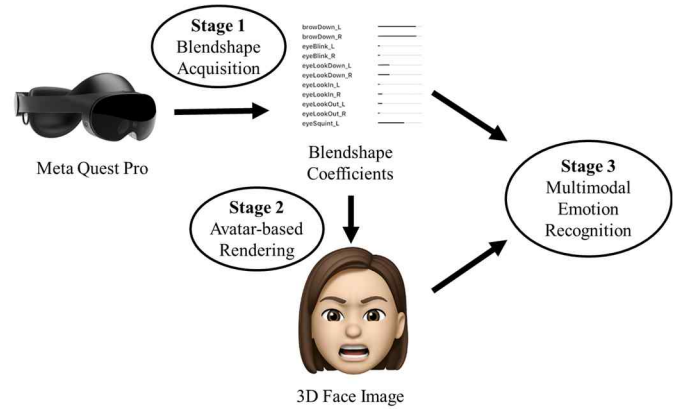 Stage 1
Blendshape
Acquisition
browDown_L
browDown_R
eyeBlink_L
eyeBlink_R
eyeLookDown_L
eyeLookDown_R
eyeLookIn_L
eyeLookIn_R
eyeLookOut_L
eyeLookOut_R
eyeSquint_L
Meta Quest Pro
Blendshape
Coefficients
Stage 2
Avatar-based
Rendering
Stage 3
Multimodal
Emotion
Recognition
3D Face Image